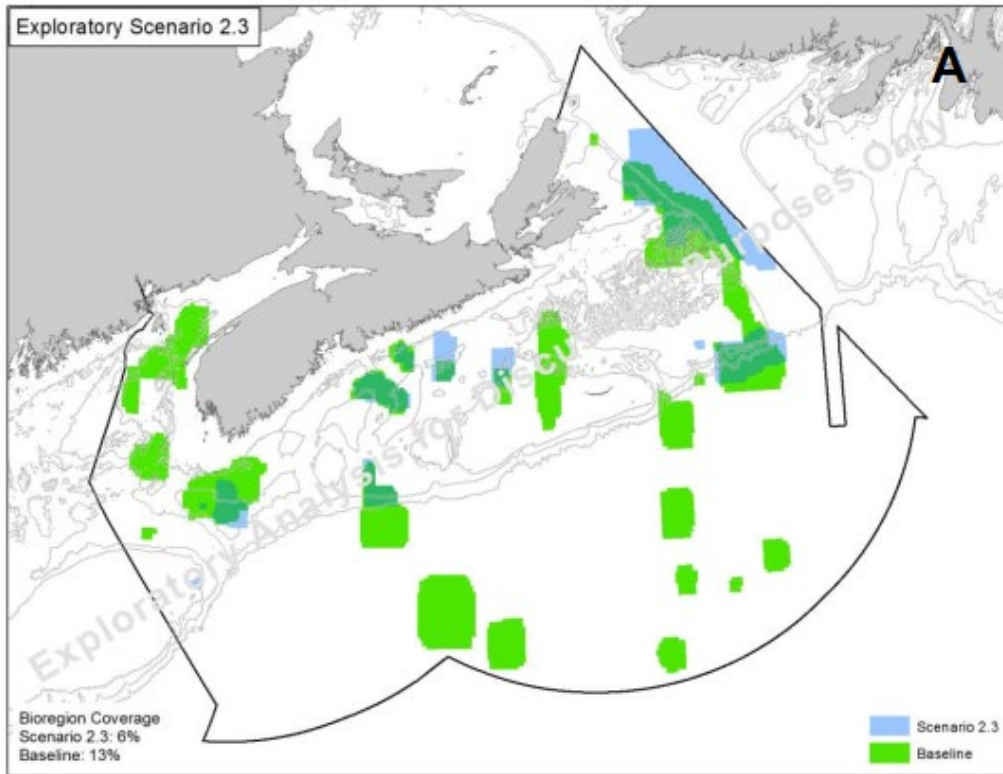 Exploratory Scenario 2.3
A
Exploratory Analysis for Discussion Purposes Only
Bioregion Coverage
Scenario 2.3: 6%
Baseline: 13%
Scenario 2.3
Baseline